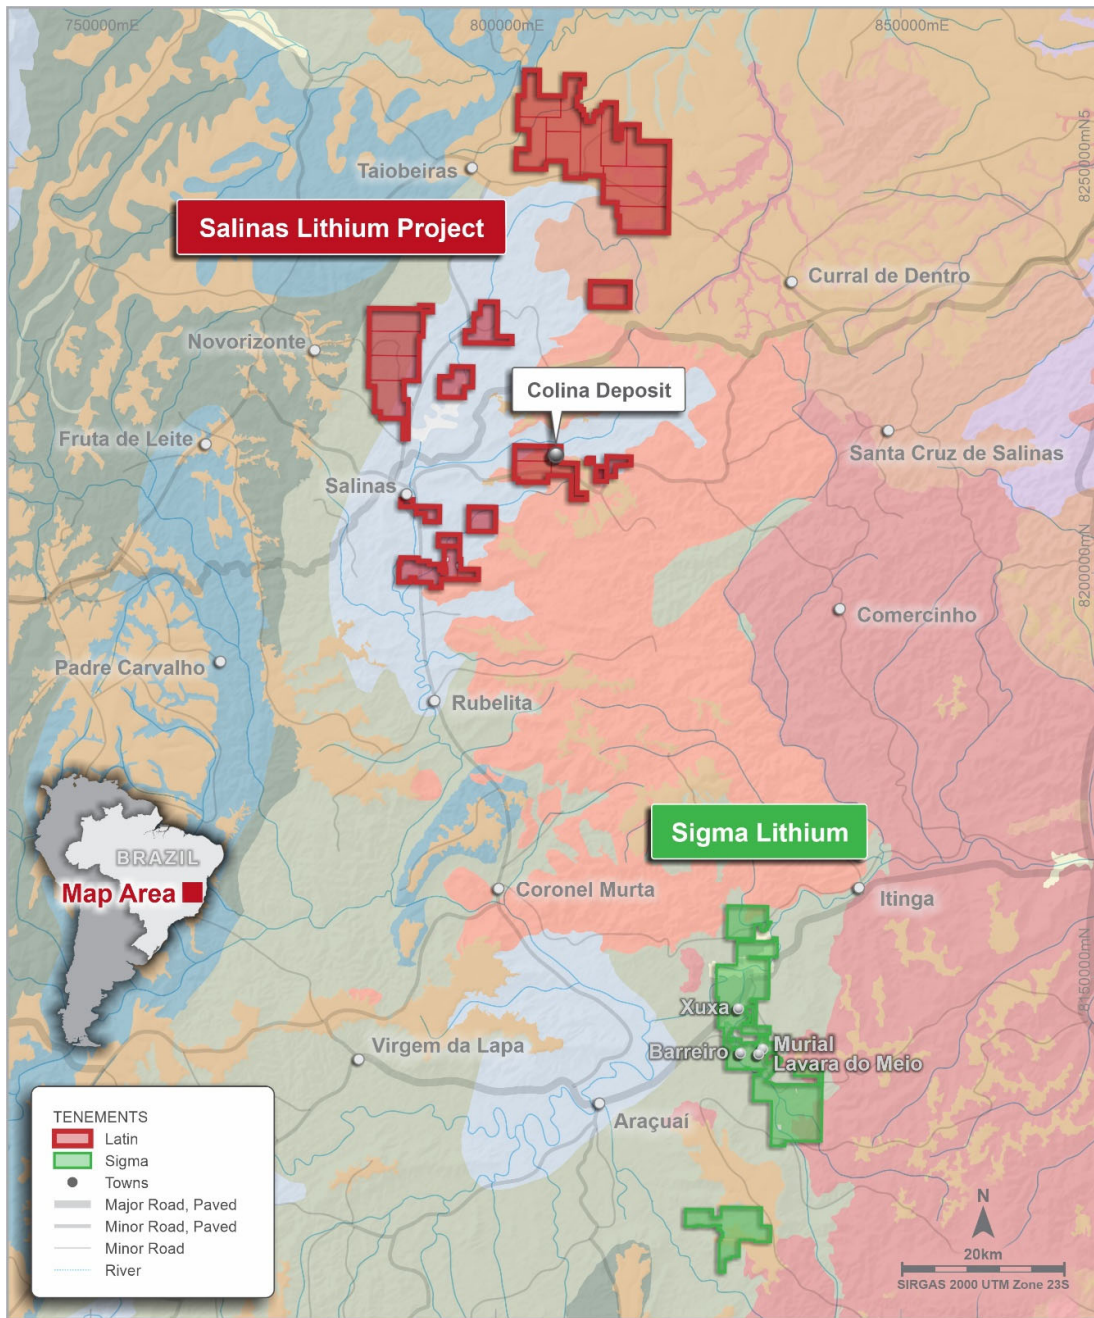 750000mE
800000mE
850000mE
8250000mN5
Taiobeiras
Salinas Lithium Project
Curral de Dentro
Novorizonte
Colina Deposit
Fruta de Leite
Santa Cruz de Salinas
Salinas
8200000mN
Comercinho
Padre Carvalho
Rubelita
Sigma Lithium
BRAZIL
Map Area
Coronel Murta
Itinga
8150000mN
Xuxa
Murial
Barreiro
Lavara do Meio
Virgem da Lapa
Araçuaí
TENEMENTS
Latin
Sigma
Towns
Major Road, Paved
Minor Road, Paved
Minor Road
River
N
20km
SIRGAS 2000 UTM Zone 23S